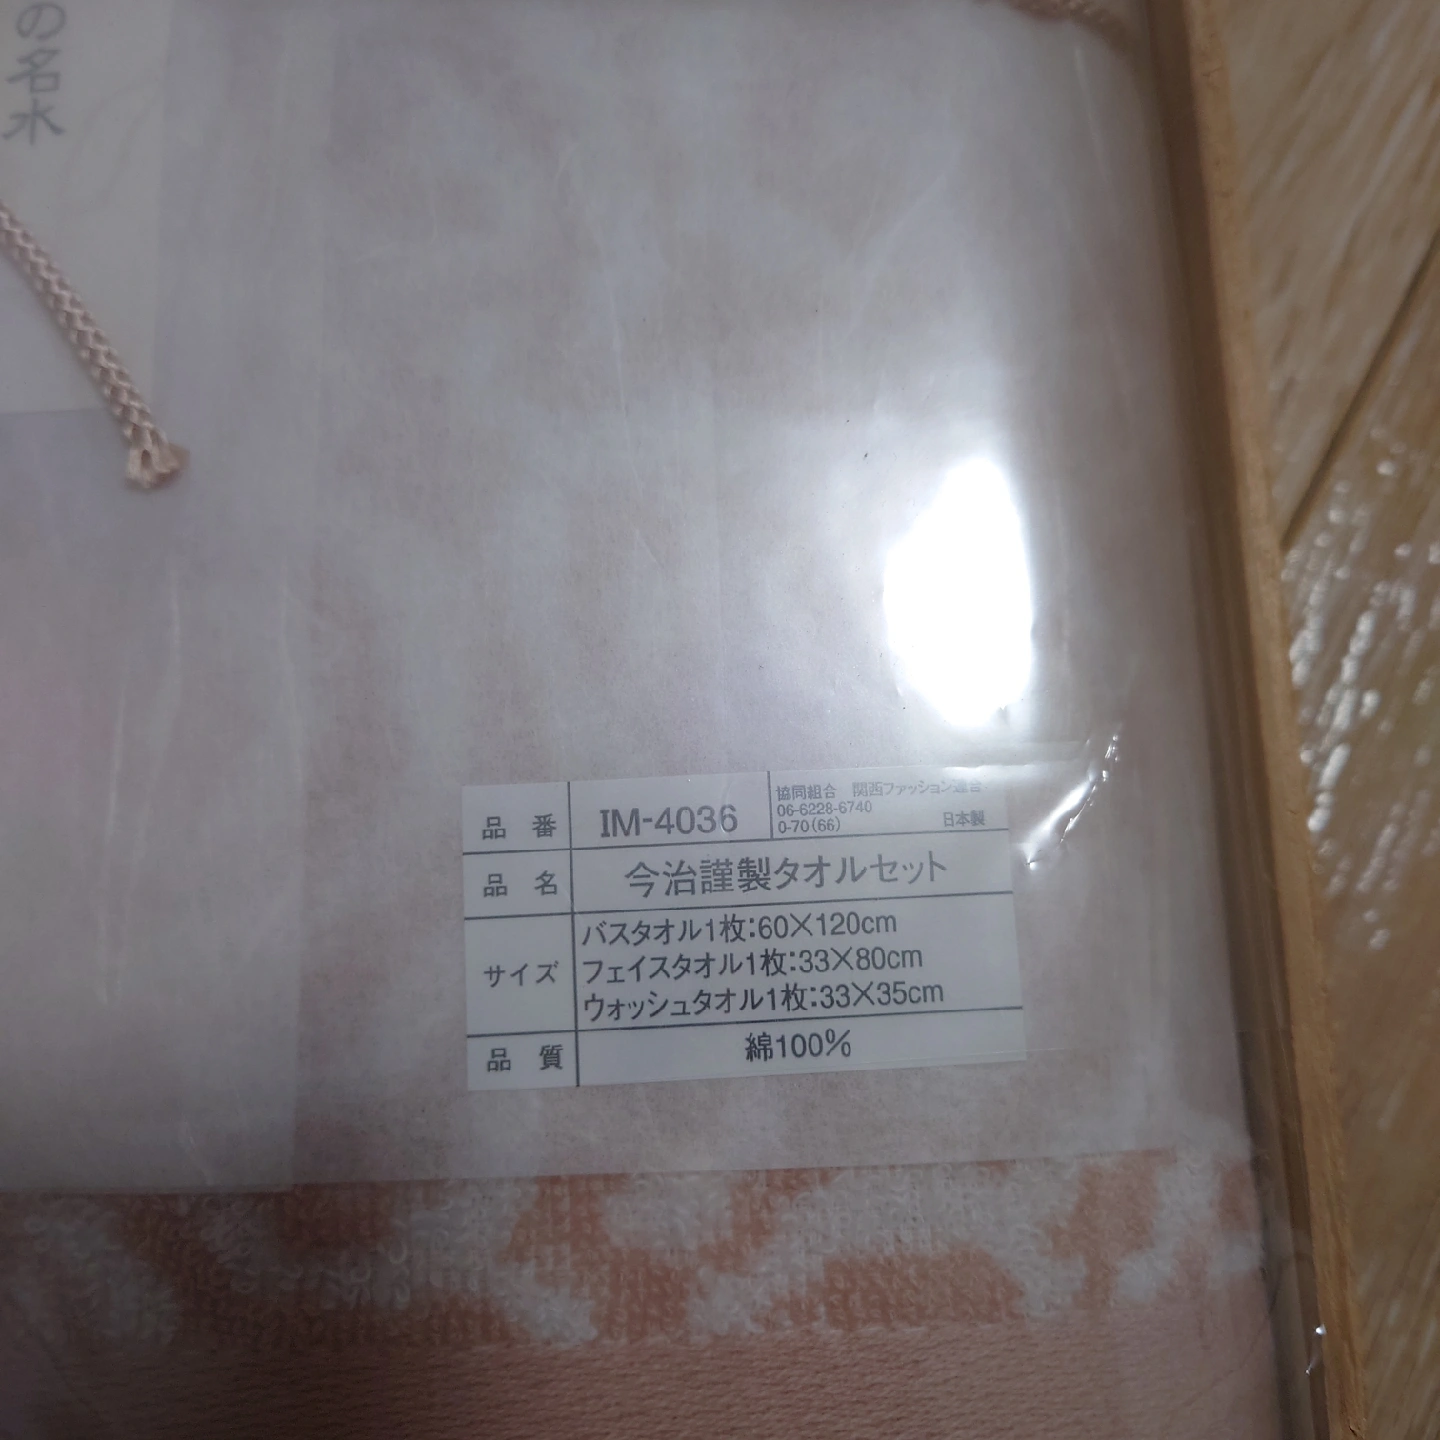 の名水
品番 IM-4036
協同組合 関西ファッション連合
06-6228-6740
0-70(66) 日本製
品名 今治謹製タオルセット
サイズ
バスタオル1枚:60×120cm
フェイスタオル1枚:33×80cm
ウォッシュタオル1枚:33×35cm
品質 綿100%